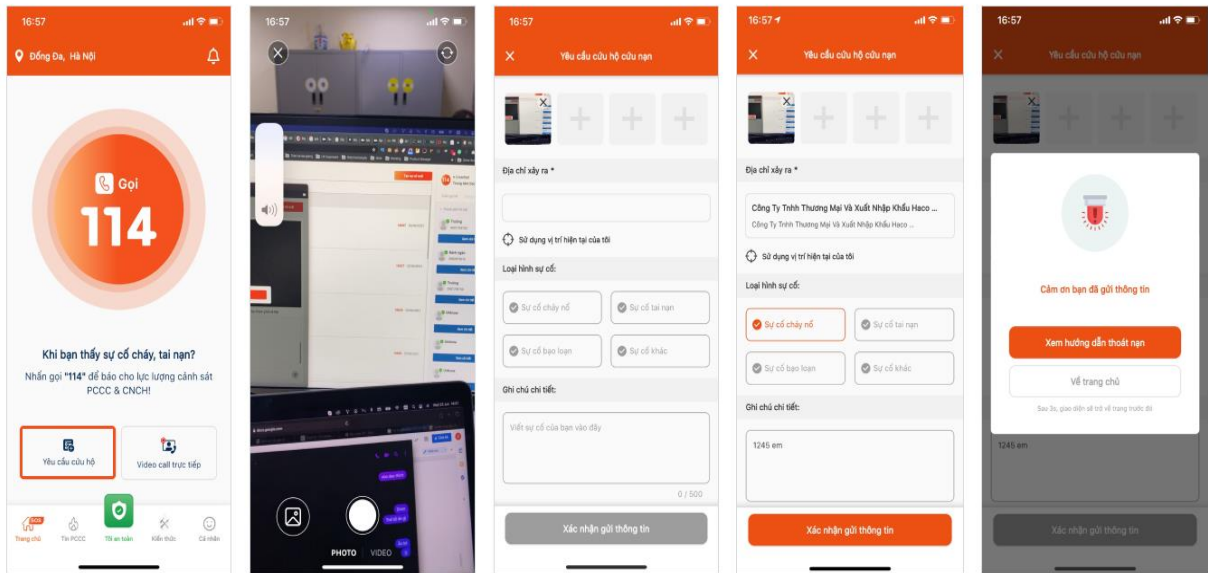 16:57
Đống Đa, Hà Nội
Gọi
114
Khi bạn thấy sự cố cháy, tai nạn?
Nhấn gọi "114" để báo cho lực lượng cảnh sát
PCCC & CNCH!
Yêu cầu cứu hộ
Video call trực tiếp
SOS
Trang chủ
Tin PCCC
Tôi an toàn
Kiến thức
Cá nhân
16:57
PHOTO
VIDEO
16:57
Yêu cầu cứu hộ cứu nạn
Địa chỉ xảy ra *
Sử dụng vị trí hiện tại của tôi
Loại hình sự cố:
Sự cố cháy nổ
Sự cố tai nạn
Sự cố bạo loạn
Sự cố khác
Ghi chú chi tiết:
Viết sự cố của bạn vào đây
0 / 500
Xác nhận gửi thông tin
16:57
Yêu cầu cứu hộ cứu nạn
Địa chỉ xảy ra *
Công Ty Tnhh Thương Mại Và Xuất Nhập Khẩu Haco ...
Công Ty Tnhh Thương Mại Và Xuất Nhập Khẩu Haco ...
Sử dụng vị trí hiện tại của tôi
Loại hình sự cố:
Sự cố cháy nổ
Sự cố tai nạn
Sự cố bạo loạn
Sự cố khác
Ghi chú chi tiết:
1245 em
Xác nhận gửi thông tin
16:57
Yêu cầu cứu hộ cứu nạn
Cảm ơn bạn đã gửi thông tin
Xem hướng dẫn thoát nạn
Về trang chủ
Sau 3s, giao diện sẽ trở về trang trước đó
1245 em
Xác nhận gửi thông tin